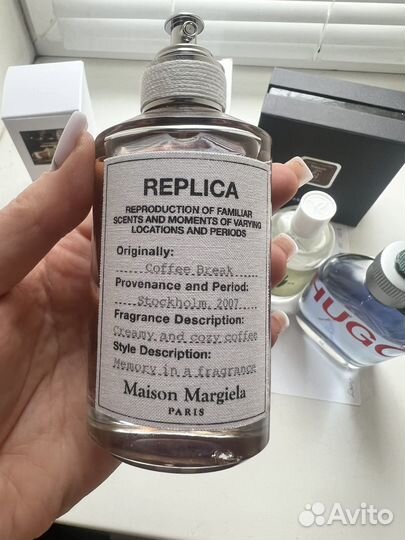 REPLICA
REPRODUCTION OF FAMILIAR
SCENTS AND MOMENTS OF VARYING
LOCATIONS AND PERIODS
Originally:
Coffee Break
Provenance and Period:
Stockholm, 2007
Fragrance Description:
Creamy and cozy coffee
Style Description:
Memory in a fragrance
Maison Margiela
PARIS
HUGO
Avito